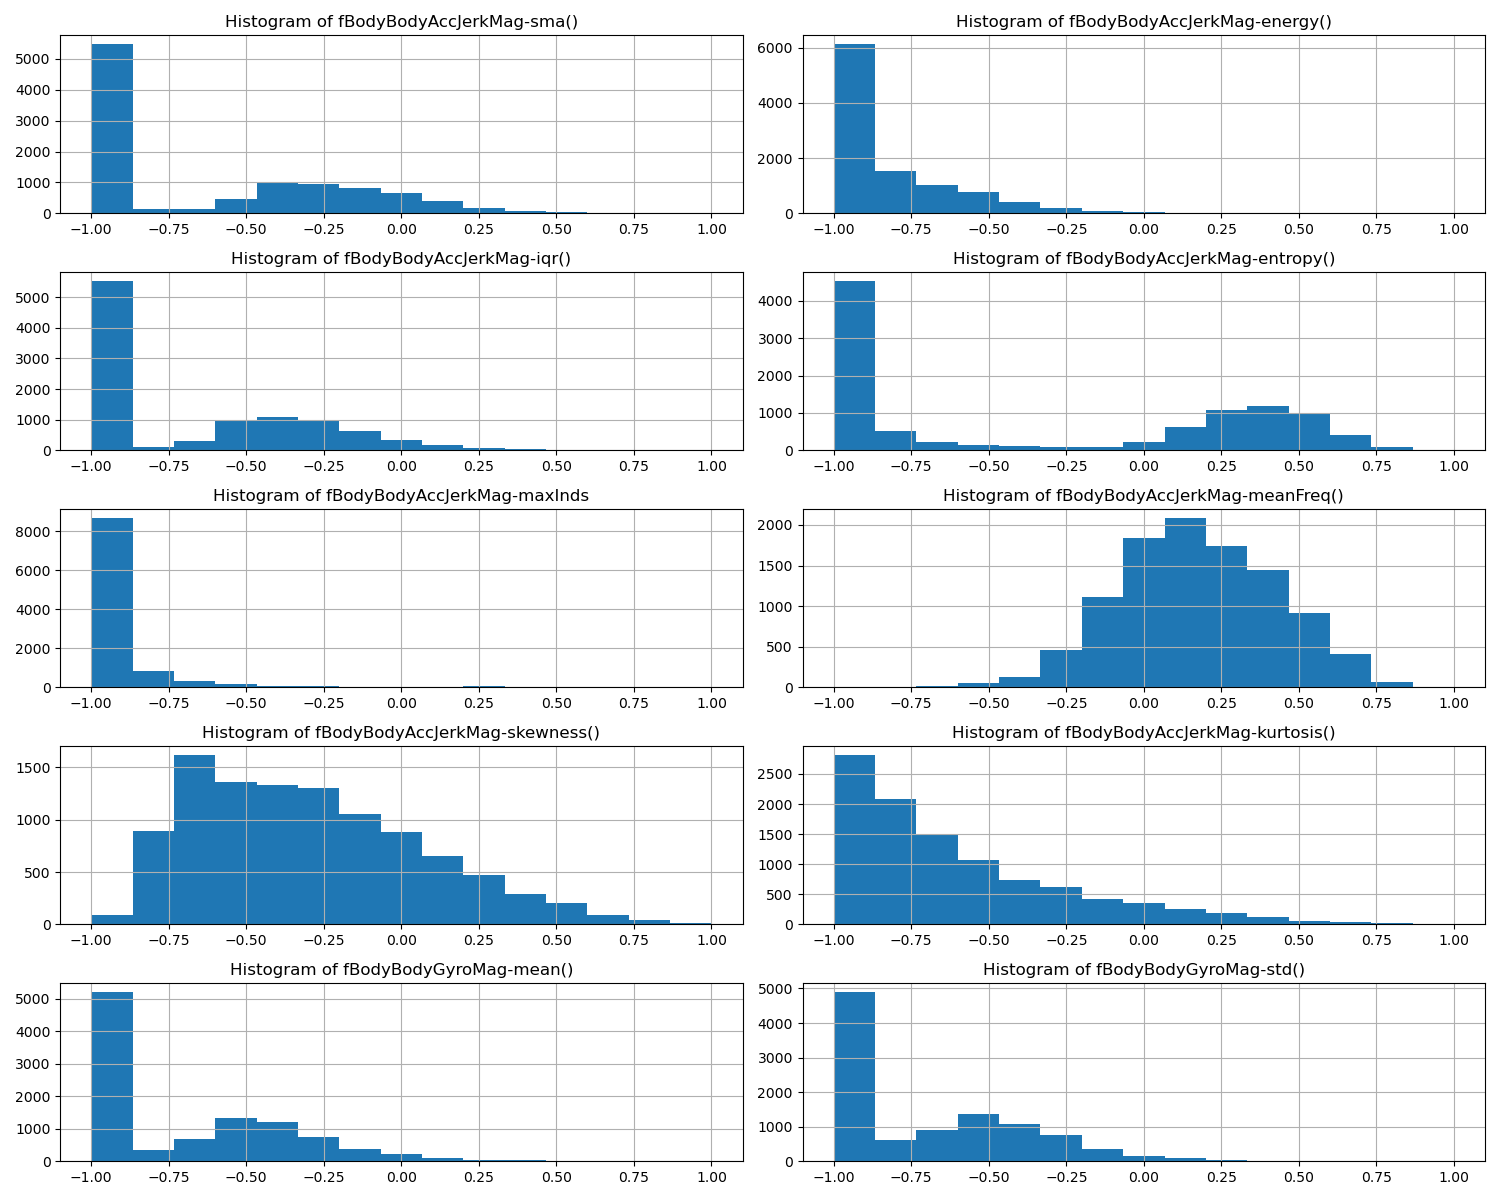 Histogram of fBodyBodyAccJerkMag-sma()
5000
4000
3000
2000
1000
0
−1.00 −0.75 −0.50 −0.25 0.00 0.25 0.50 0.75 1.00
Histogram of fBodyBodyAccJerkMag-energy()
6000
4000
2000
0
−1.00 −0.75 −0.50 −0.25 0.00 0.25 0.50 0.75 1.00
Histogram of fBodyBodyAccJerkMag-iqr()
5000
4000
3000
2000
1000
0
−1.00 −0.75 −0.50 −0.25 0.00 0.25 0.50 0.75 1.00
Histogram of fBodyBodyAccJerkMag-entropy()
4000
3000
2000
1000
0
−1.00 −0.75 −0.50 −0.25 0.00 0.25 0.50 0.75 1.00
Histogram of fBodyBodyAccJerkMag-maxInds
8000
6000
4000
2000
0
−1.00 −0.75 −0.50 −0.25 0.00 0.25 0.50 0.75 1.00
Histogram of fBodyBodyAccJerkMag-meanFreq()
2000
1500
1000
500
0
−1.00 −0.75 −0.50 −0.25 0.00 0.25 0.50 0.75 1.00
Histogram of fBodyBodyAccJerkMag-skewness()
1500
1000
500
0
−1.00 −0.75 −0.50 −0.25 0.00 0.25 0.50 0.75 1.00
Histogram of fBodyBodyAccJerkMag-kurtosis()
2500
2000
1500
1000
500
0
−1.00 −0.75 −0.50 −0.25 0.00 0.25 0.50 0.75 1.00
Histogram of fBodyBodyGyroMag-mean()
5000
4000
3000
2000
1000
0
−1.00 −0.75 −0.50 −0.25 0.00 0.25 0.50 0.75 1.00
Histogram of fBodyBodyGyroMag-std()
5000
4000
3000
2000
1000
0
−1.00 −0.75 −0.50 −0.25 0.00 0.25 0.50 0.75 1.00